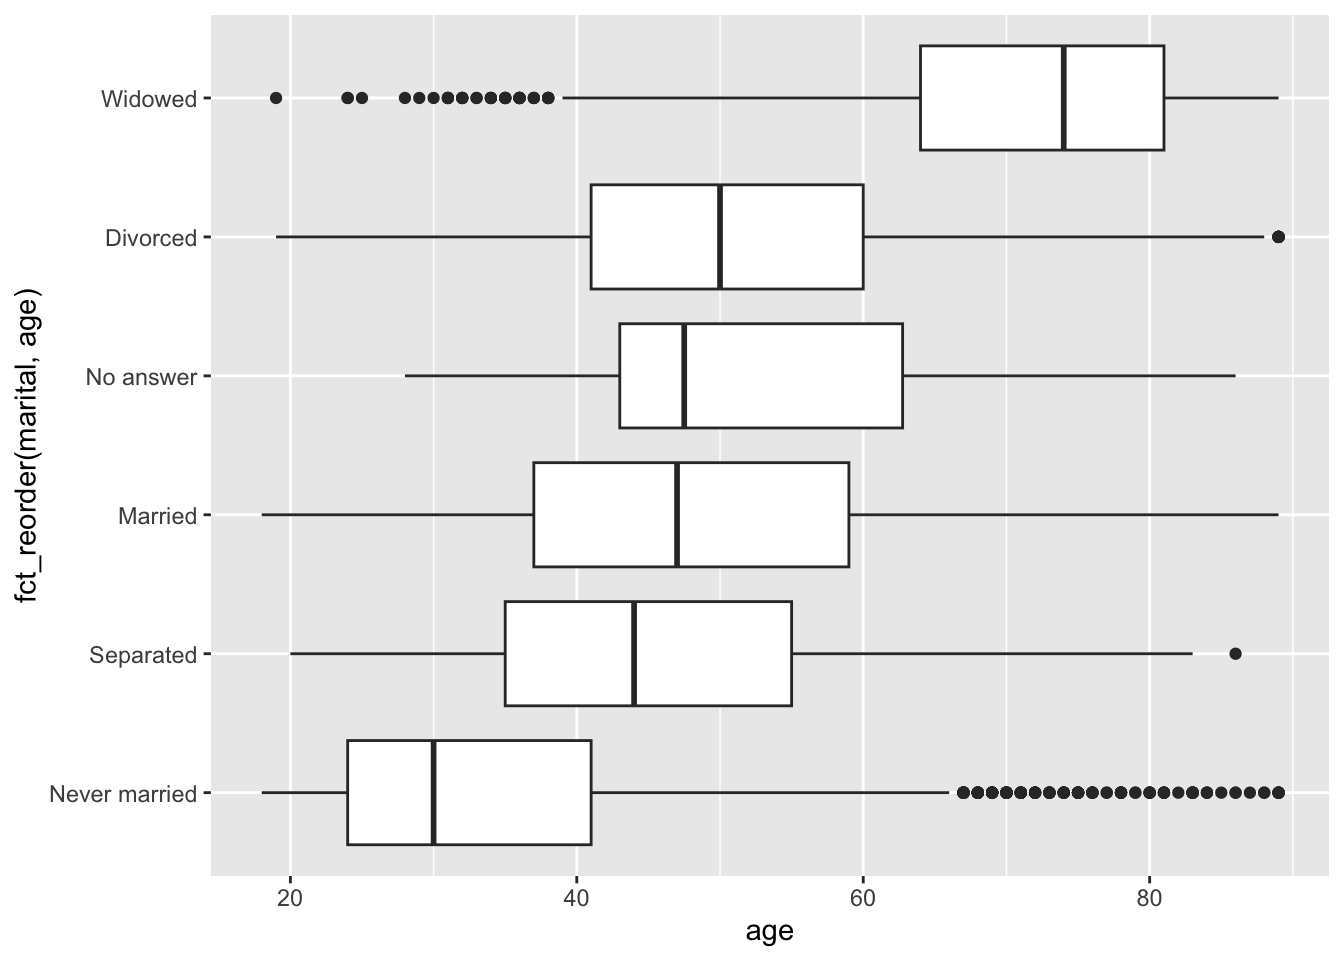 fct_reorder(marital, age)
Widowed
Divorced
No answer
Married
Separated
Never married
20 40 60 80
age